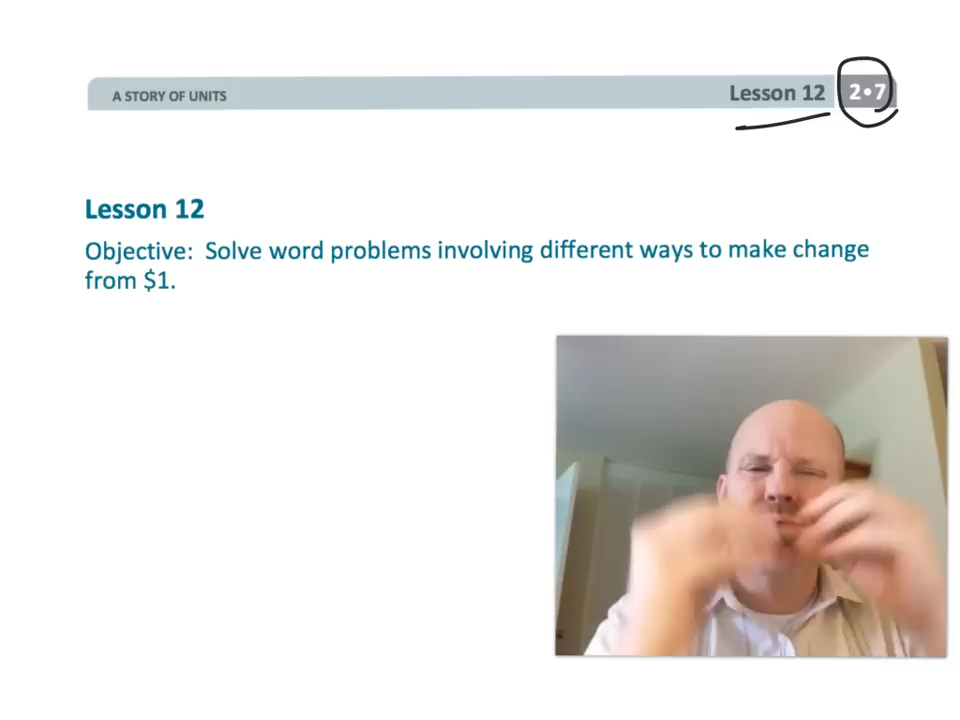 A STORY OF UNITS
Lesson 12
2•7
Lesson 12
Objective: Solve word problems involving different ways to make change
from $1.